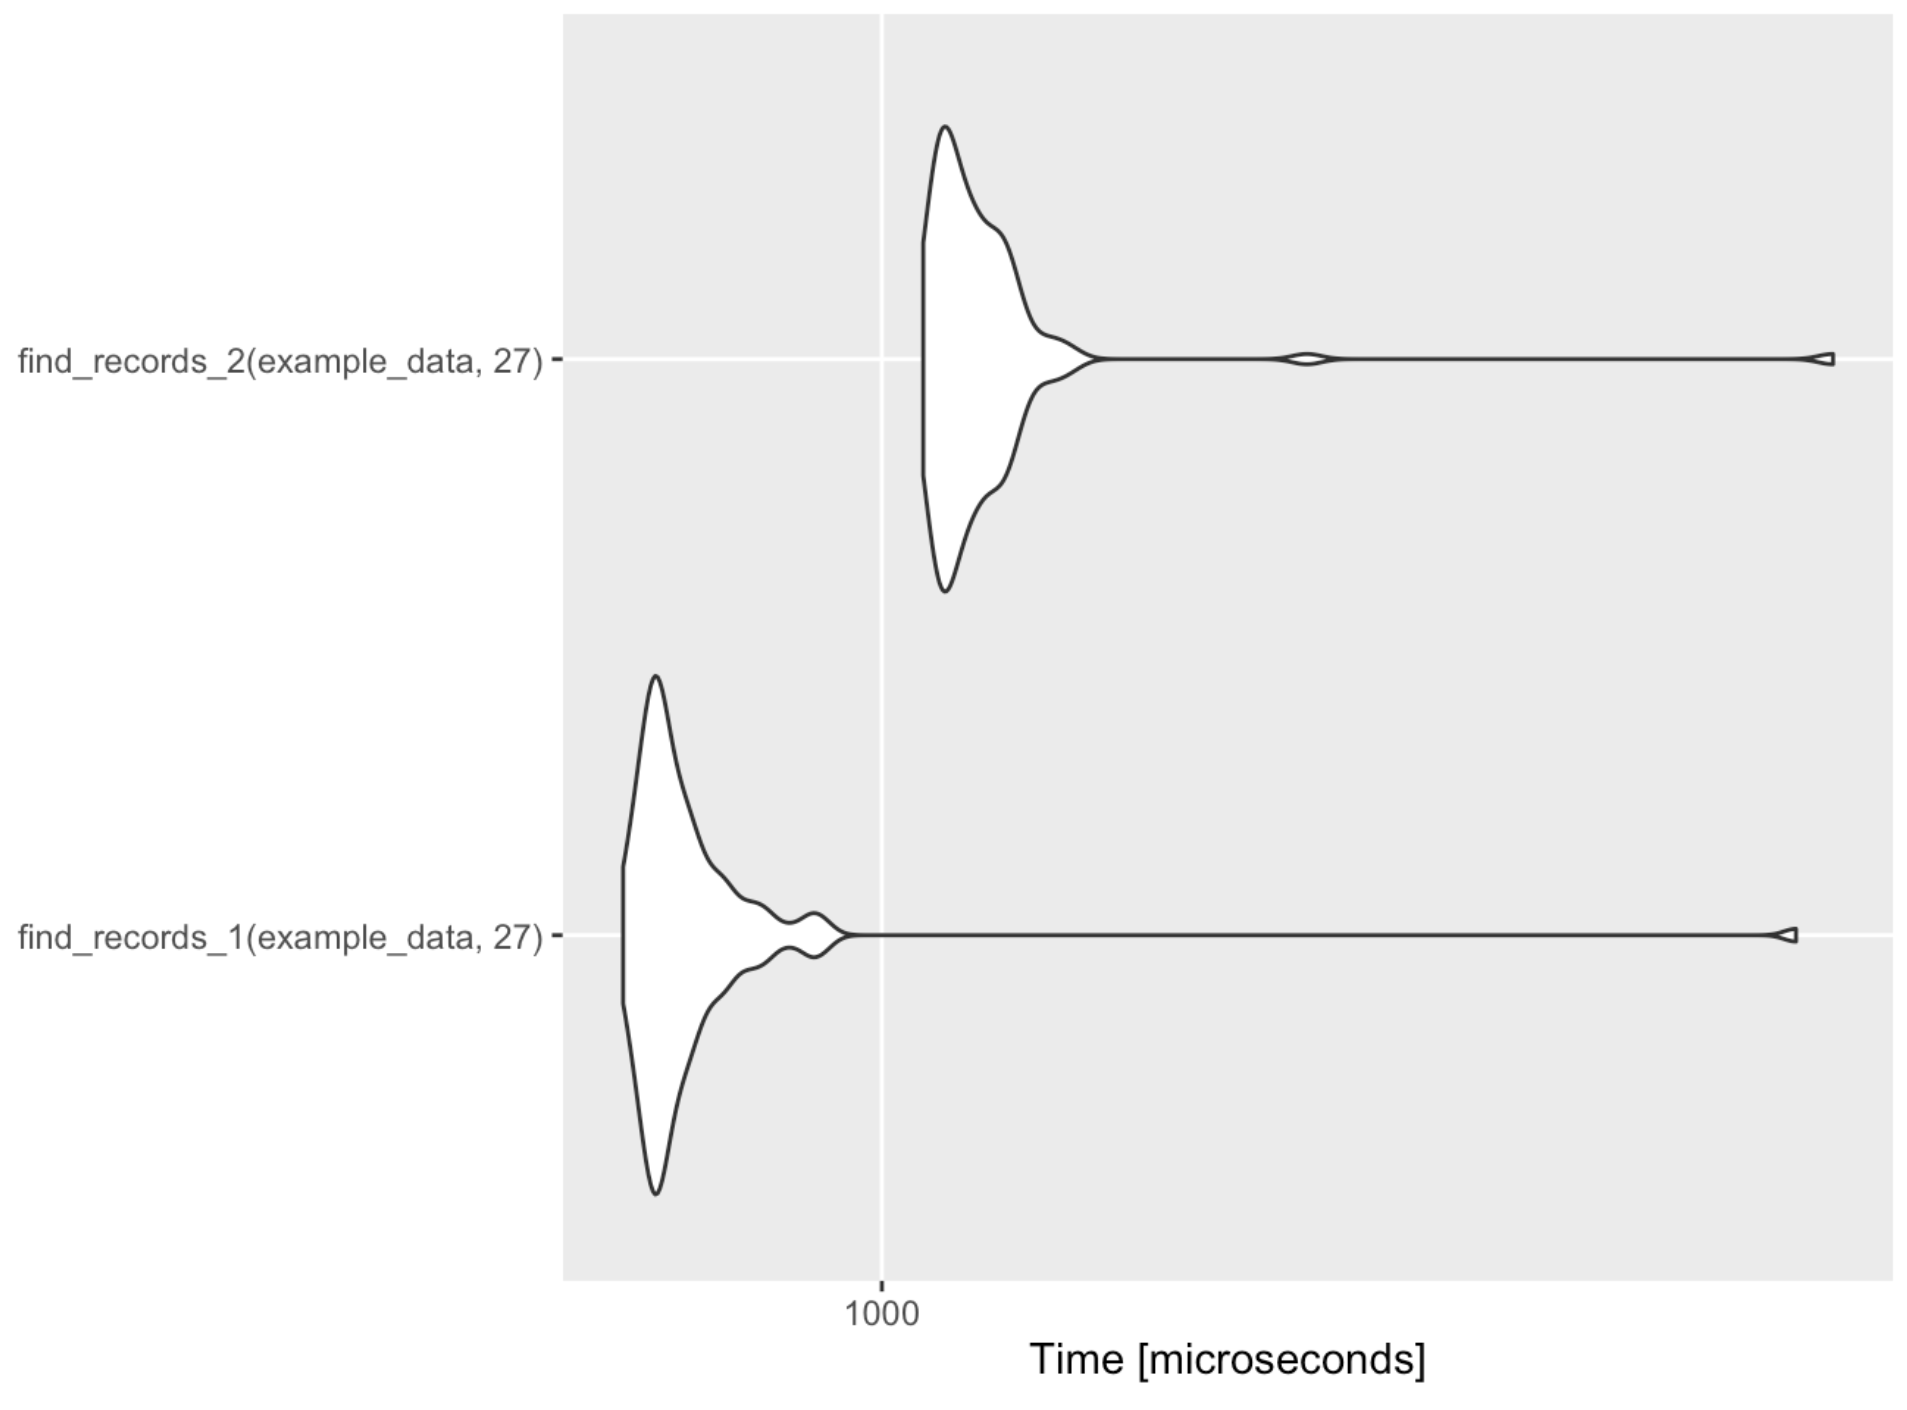 find_records_2(example_data, 27)
find_records_1(example_data, 27)
1000
Time [microseconds]